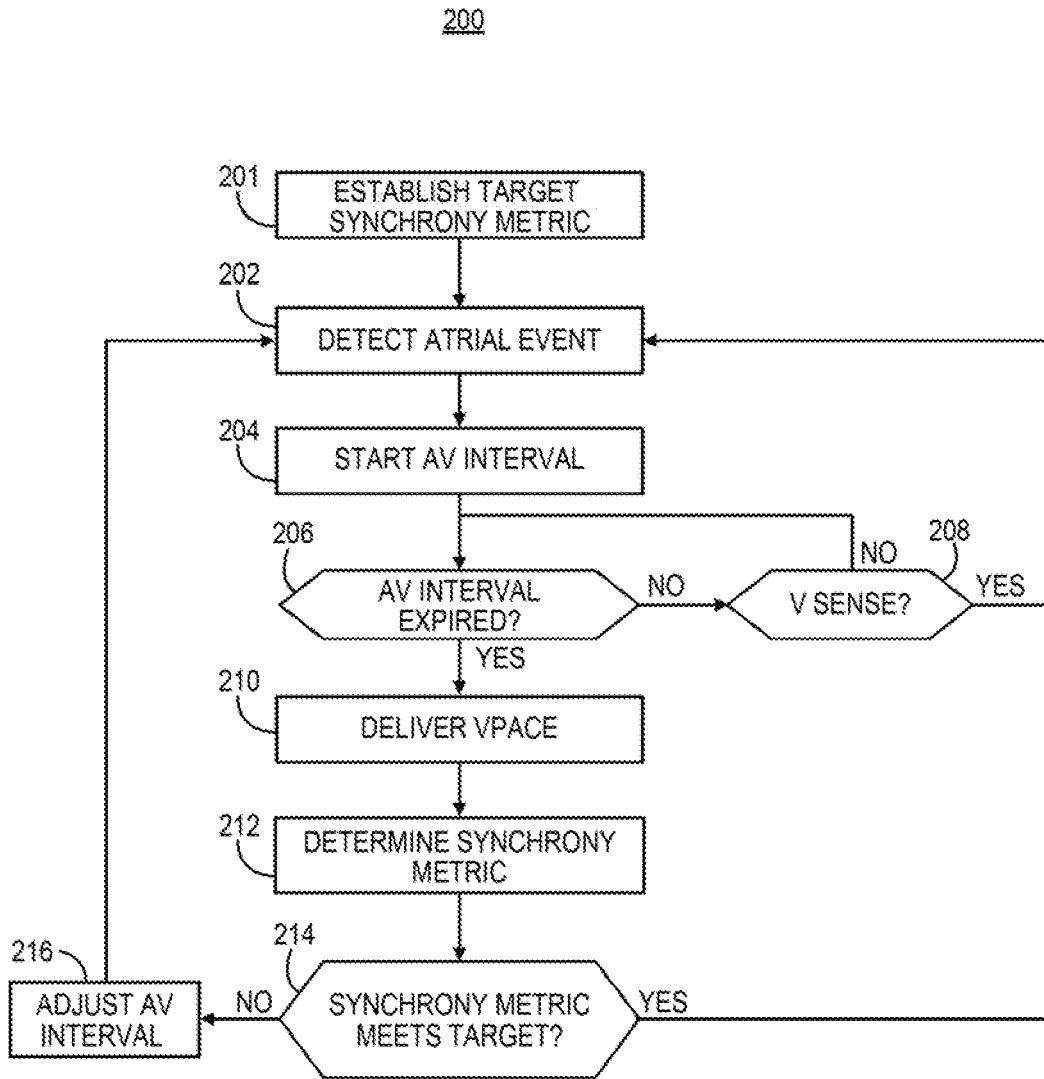 200
201
ESTABLISH TARGET
SYNCHRONY METRIC
202
DETECT ATRIAL EVENT
204
START AV INTERVAL
206
AV INTERVAL
EXPIRED?
NO
YES
208
NO
V SENSE?
YES
210
DELIVER VPACE
212
DETERMINE SYNCHRONY
METRIC
214
SYNCHRONY METRIC
MEETS TARGET?
NO
YES
216
ADJUST AV
INTERVAL